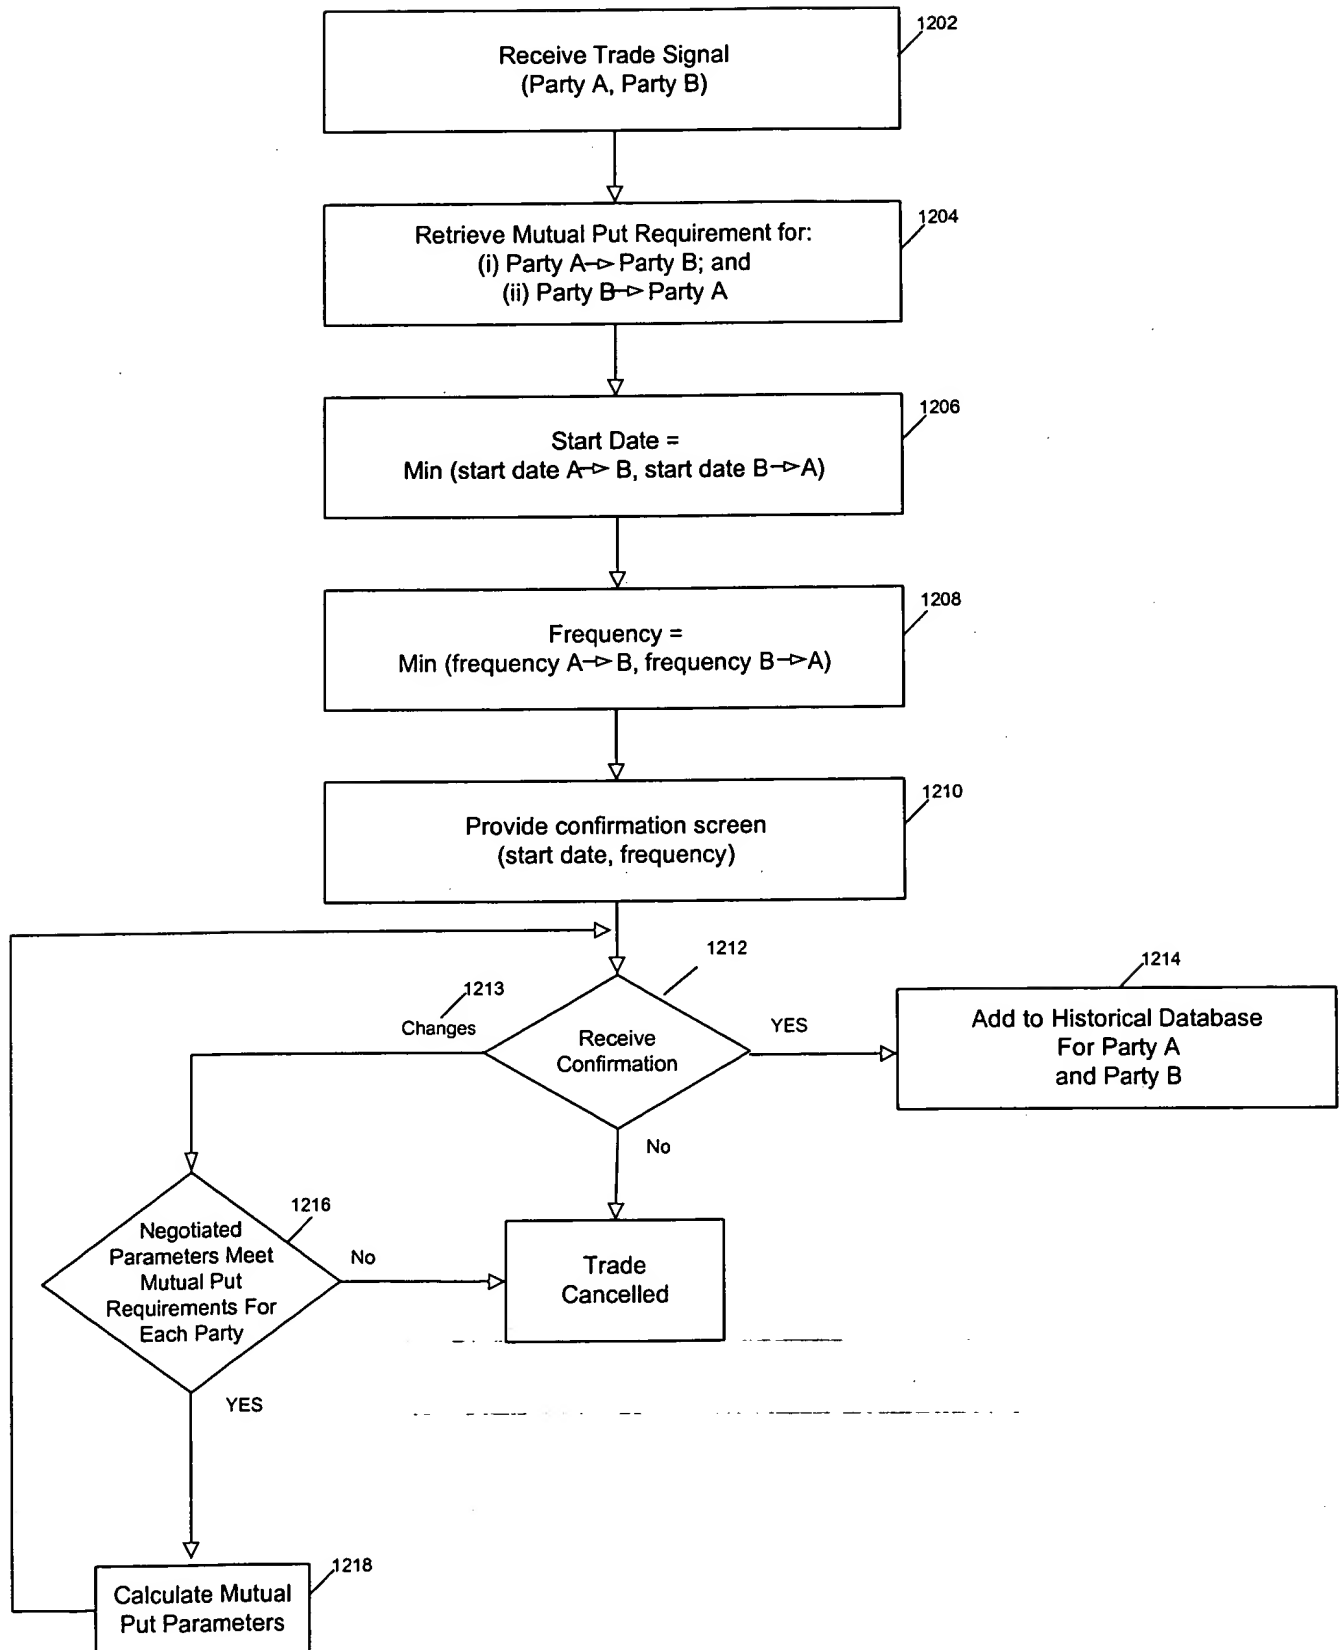 1202
Receive Trade Signal
(Party A, Party B)
1204
Retrieve Mutual Put Requirement for:
(i) Party A→ Party B; and
(ii) Party B→ Party A
1206
Start Date =
Min (start date A→ B, start date B→A)
1208
Frequency =
Min (frequency A→ B, frequency B→A)
1210
Provide confirmation screen
(start date, frequency)
1212
1213
Changes
Receive
Confirmation
YES
1214
Add to Historical Database
For Party A
and Party B
No
1216
Negotiated
Parameters Meet
Mutual Put
Requirements For
Each Party
No
Trade
Cancelled
YES
1218
Calculate Mutual
Put Parameters